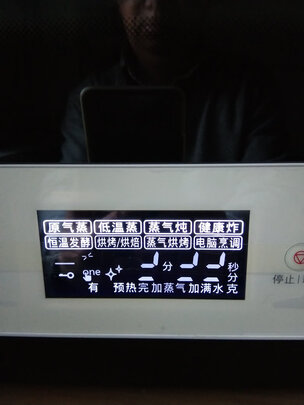 原气蒸 低温蒸 蒸气炖 健康炸
恒温发酵 烘烤/烘焙 蒸气烘烤 电脑烹调
one 分 秒
分
有 预热完 加蒸气 加满水 克
停止